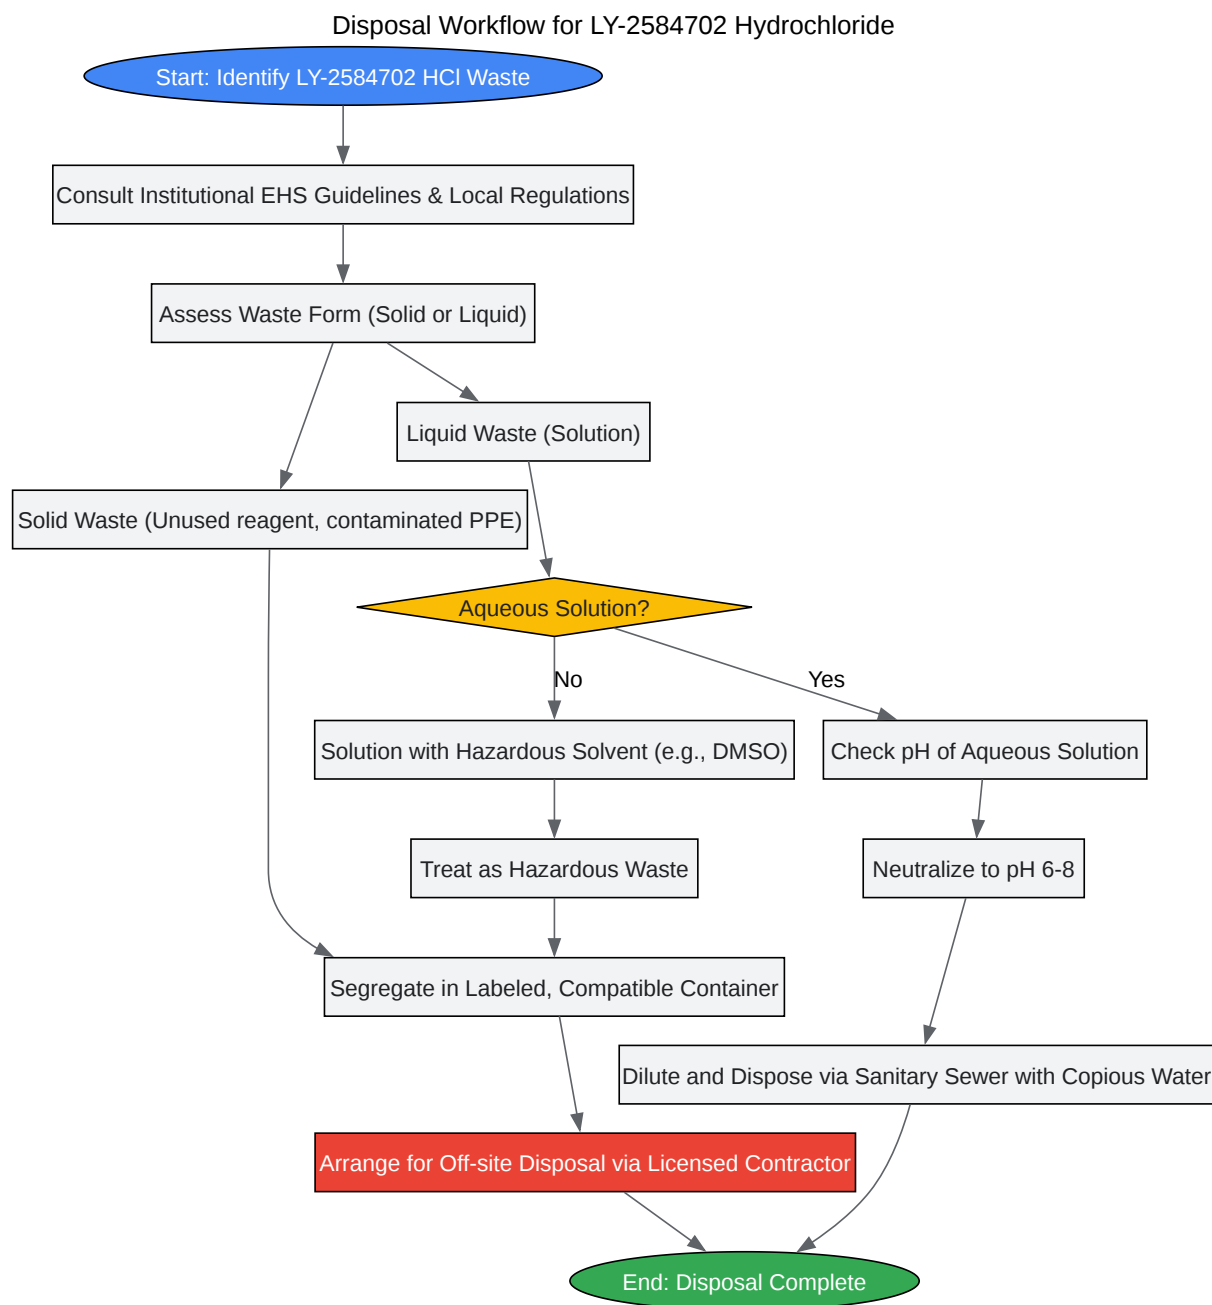 Disposal Workflow for LY-2584702 Hydrochloride
Start: Identify LY-2584702 HCl Waste
Consult Institutional EHS Guidelines & Local Regulations
Assess Waste Form (Solid or Liquid)
Liquid Waste (Solution)
Solid Waste (Unused reagent, contaminated PPE)
Aqueous Solution?
No
Yes
Solution with Hazardous Solvent (e.g., DMSO)
Check pH of Aqueous Solution
Treat as Hazardous Waste
Neutralize to pH 6-8
Segregate in Labeled, Compatible Container
Dilute and Dispose via Sanitary Sewer with Copious Water
Arrange for Off-site Disposal via Licensed Contractor
End: Disposal Complete